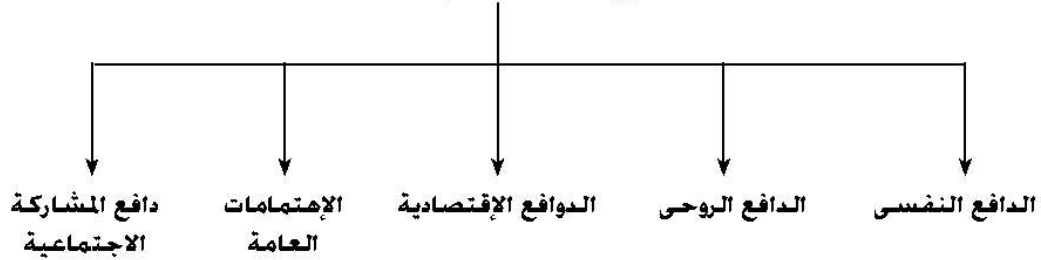 الدافع النفسى
الدافع الروحى
الدوافع الإقتصادية
الإهتمامات
العامة
دافع المشاركة
الاجتماعية